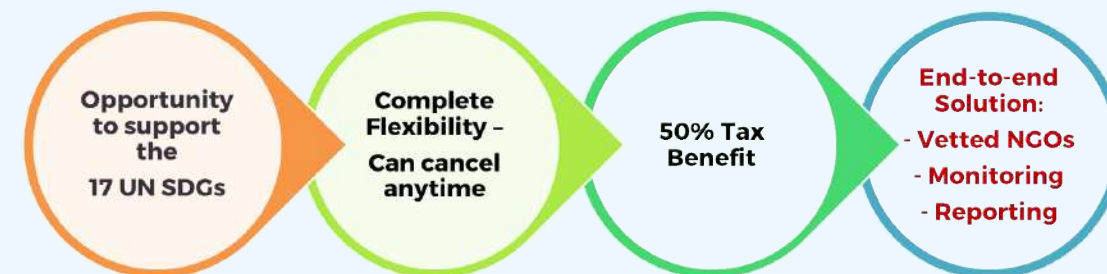 Opportunity
to support
the
17 UN SDGs
Complete
Flexibility –
Can cancel
anytime
50% Tax
Benefit
End-to-end
Solution:
- Vetted NGOs
- Monitoring
- Reporting